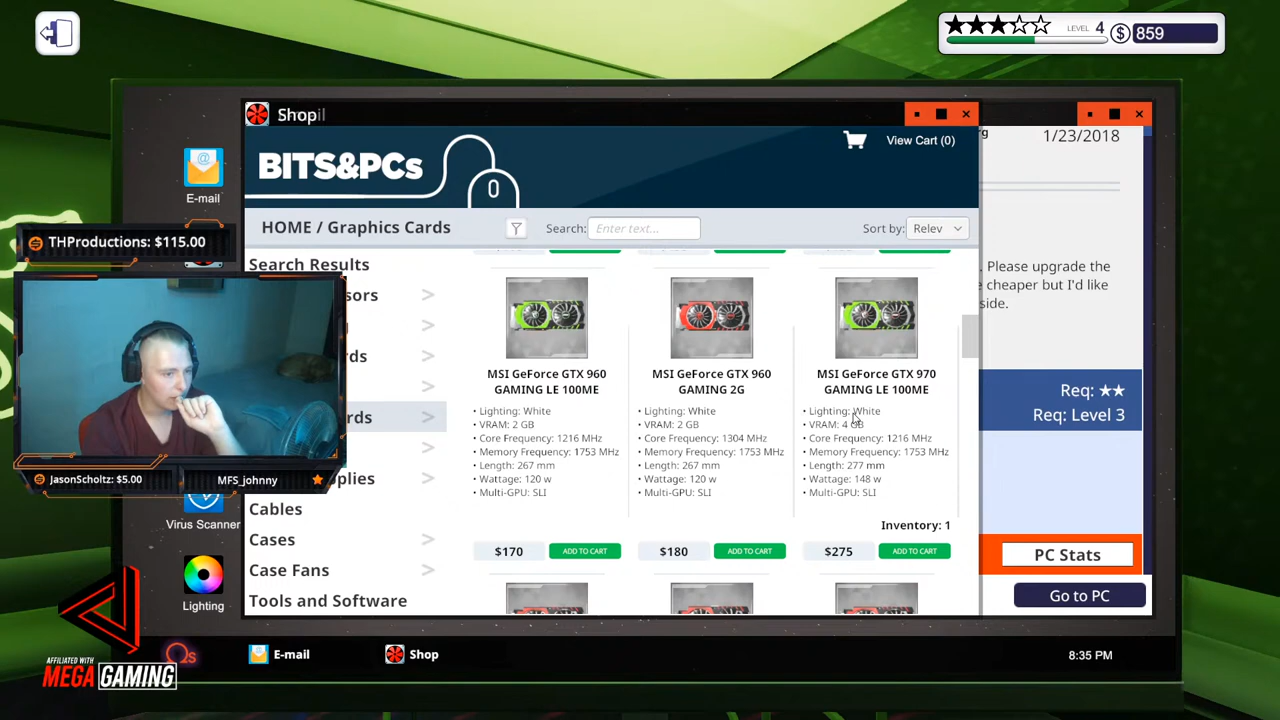 LEVEL 4
$ 859
Shop
il
BITS&PCs
View Cart (0)
rg
1/23/2018
HOME / Graphics Cards
Search:
Enter text...
Sort by:
Relev
E-mail
THProductions: $115.00
Search Results
sors
rds
rds
plies
Cables
Cases
Case Fans
Tools and Software
MSI GeForce GTX 960
GAMING LE 100ME
• Lighting: White
• VRAM: 2 GB
• Core Frequency: 1216 MHz
• Memory Frequency: 1753 MHz
• Length: 267 mm
• Wattage: 120 w
• Multi-GPU: SLI
$170
ADD TO CART
MSI GeForce GTX 960
GAMING 2G
• Lighting: White
• VRAM: 2 GB
• Core Frequency: 1304 MHz
• Memory Frequency: 1753 MHz
• Length: 267 mm
• Wattage: 120 w
• Multi-GPU: SLI
$180
ADD TO CART
MSI GeForce GTX 970
GAMING LE 100ME
• Lighting: White
• VRAM: 4 GB
• Core Frequency: 1216 MHz
• Memory Frequency: 1753 MHz
• Length: 277 mm
• Wattage: 148 w
• Multi-GPU: SLI
Inventory: 1
$275
ADD TO CART
. Please upgrade the
e cheaper but I'd like
side.
Req: ★★
Req: Level 3
PC Stats
Go to PC
JasonScholtz: $5.00
MFS_johnny
Virus Scanner
Lighting
AFFILIATED WITH
MEGA GAMING
E-mail
Shop
8:35 PM